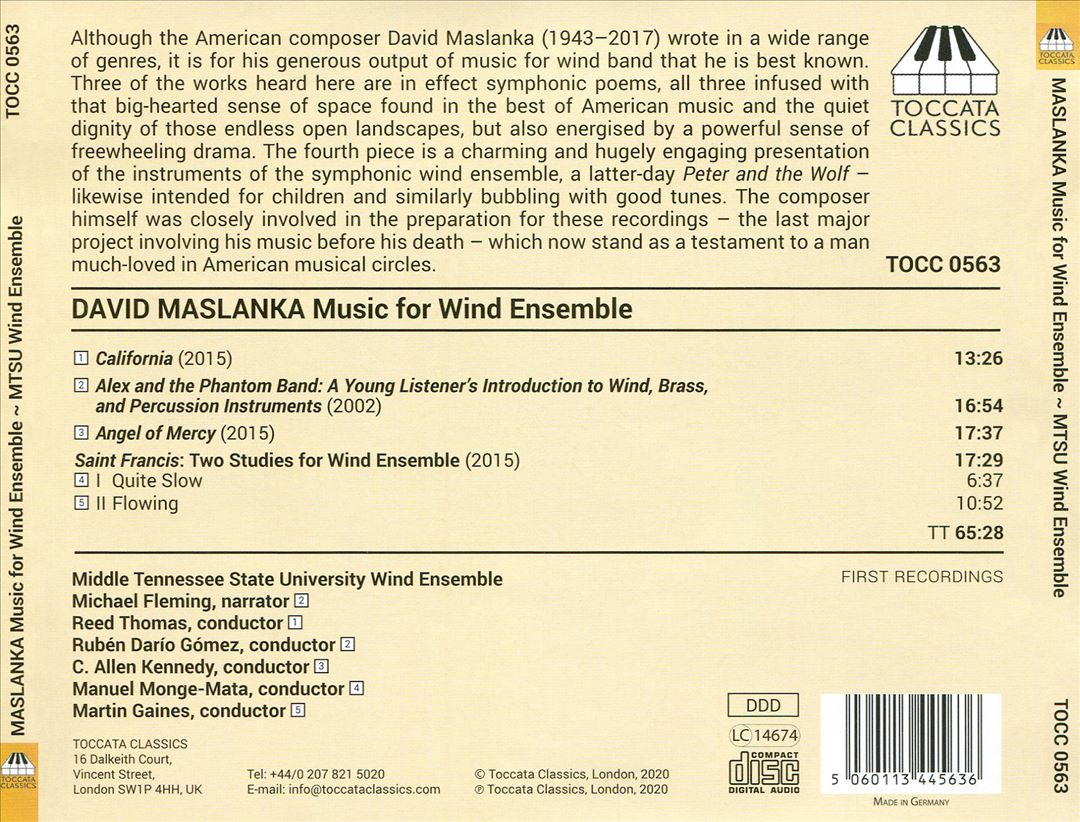 TOCC 0563
MASLANKA Music for Wind Ensemble ~ MTSU Wind Ensemble
TOCCATA
CLASSICS
Although the American composer David Maslanka (1943–2017) wrote in a wide range
of genres, it is for his generous output of music for wind band that he is best known.
Three of the works heard here are in effect symphonic poems, all three infused with
that big-hearted sense of space found in the best of American music and the quiet
dignity of those endless open landscapes, but also energised by a powerful sense of
freewheeling drama. The fourth piece is a charming and hugely engaging presentation
of the instruments of the symphonic wind ensemble, a latter-day Peter and the Wolf –
likewise intended for children and similarly bubbling with good tunes. The composer
himself was closely involved in the preparation for these recordings – the last major
project involving his music before his death – which now stand as a testament to a man
much-loved in American musical circles.
TOCCATA
CLASSICS
TOCC 0563
DAVID MASLANKA Music for Wind Ensemble
1 California (2015) 13:26
2 Alex and the Phantom Band: A Young Listener's Introduction to Wind, Brass,
and Percussion Instruments (2002) 16:54
3 Angel of Mercy (2015) 17:37
Saint Francis: Two Studies for Wind Ensemble (2015) 17:29
4 I Quite Slow 6:37
5 II Flowing 10:52
TT 65:28
Middle Tennessee State University Wind Ensemble
Michael Fleming, narrator 2
Reed Thomas, conductor 1
Rubén Darío Gómez, conductor 2
C. Allen Kennedy, conductor 3
Manuel Monge-Mata, conductor 4
Martin Gaines, conductor 5
FIRST RECORDINGS
TOCCATA CLASSICS
16 Dalkeith Court,
Vincent Street,
London SW1P 4HH, UK
Tel: +44/0 207 821 5020
E-mail: info@toccataclassics.com
© Toccata Classics, London, 2020
℗ Toccata Classics, London, 2020
DDD
LC 14674
COMPACT
disc
DIGITAL AUDIO
5 060113 445636
MADE IN GERMANY
TOCCATA
CLASSICS
MASLANKA Music for Wind Ensemble ~ MTSU Wind Ensemble
TOCC 0563